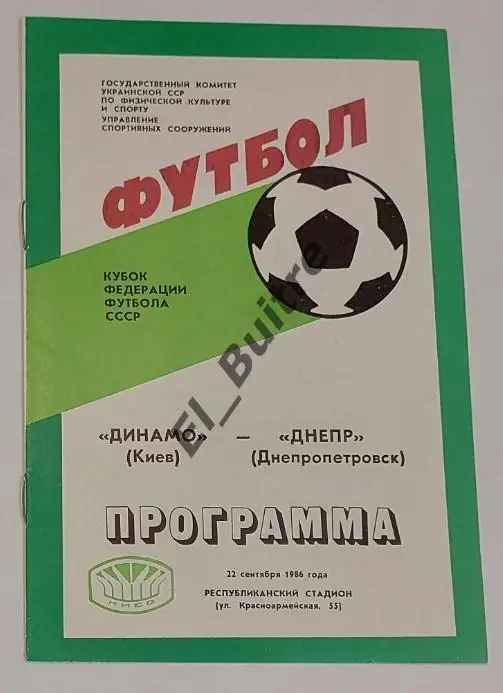 ГОСУДАРСТВЕННЫЙ КОМИТЕТ
УКРАИНСКОЙ ССР
ПО ФИЗИЧЕСКОЙ КУЛЬТУРЕ
И СПОРТУ
УПРАВЛЕНИЕ
СПОРТИВНЫХ СООРУЖЕНИЙ
ФУТБОЛ
КУБОК
ФЕДЕРАЦИИ
ФУТБОЛА
СССР
El_Buitre
«ДИНАМО» — «ДНЕПР»
(Киев) (Днепропетровск)
ПРОГРАММА
22 сентября 1986 года
РЕСПУБЛИКАНСКИЙ СТАДИОН
(ул. Красноармейская, 55)
КИЕВ